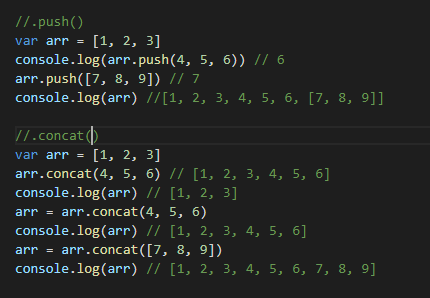 //.push()
var arr = [1, 2, 3]
console.log(arr.push(4, 5, 6)) // 6
arr.push([7, 8, 9]) // 7
console.log(arr) //[1, 2, 3, 4, 5, 6, [7, 8, 9]]
//.concat()
var arr = [1, 2, 3]
arr.concat(4, 5, 6) // [1, 2, 3, 4, 5, 6]
console.log(arr) // [1, 2, 3]
arr = arr.concat(4, 5, 6)
console.log(arr) // [1, 2, 3, 4, 5, 6]
arr = arr.concat([7, 8, 9])
console.log(arr) // [1, 2, 3, 4, 5, 6, 7, 8, 9]